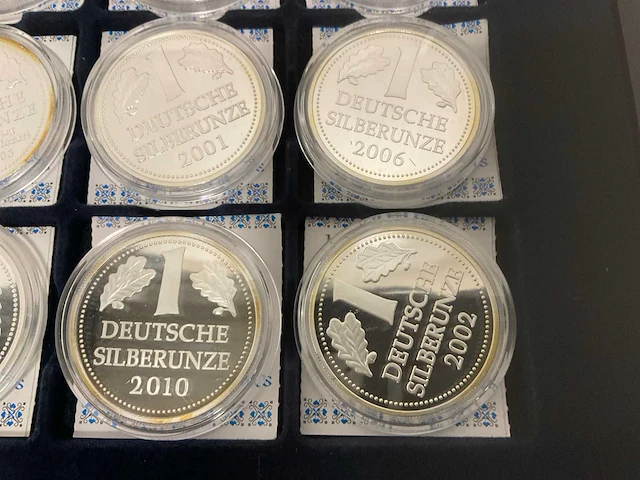 1
DEUTSCHE
SILBERUNZE
2001
1
DEUTSCHE
SILBERUNZE
2006
1
DEUTSCHE
SILBERUNZE
2010
1
DEUTSCHE
SILBERUNZE
2002